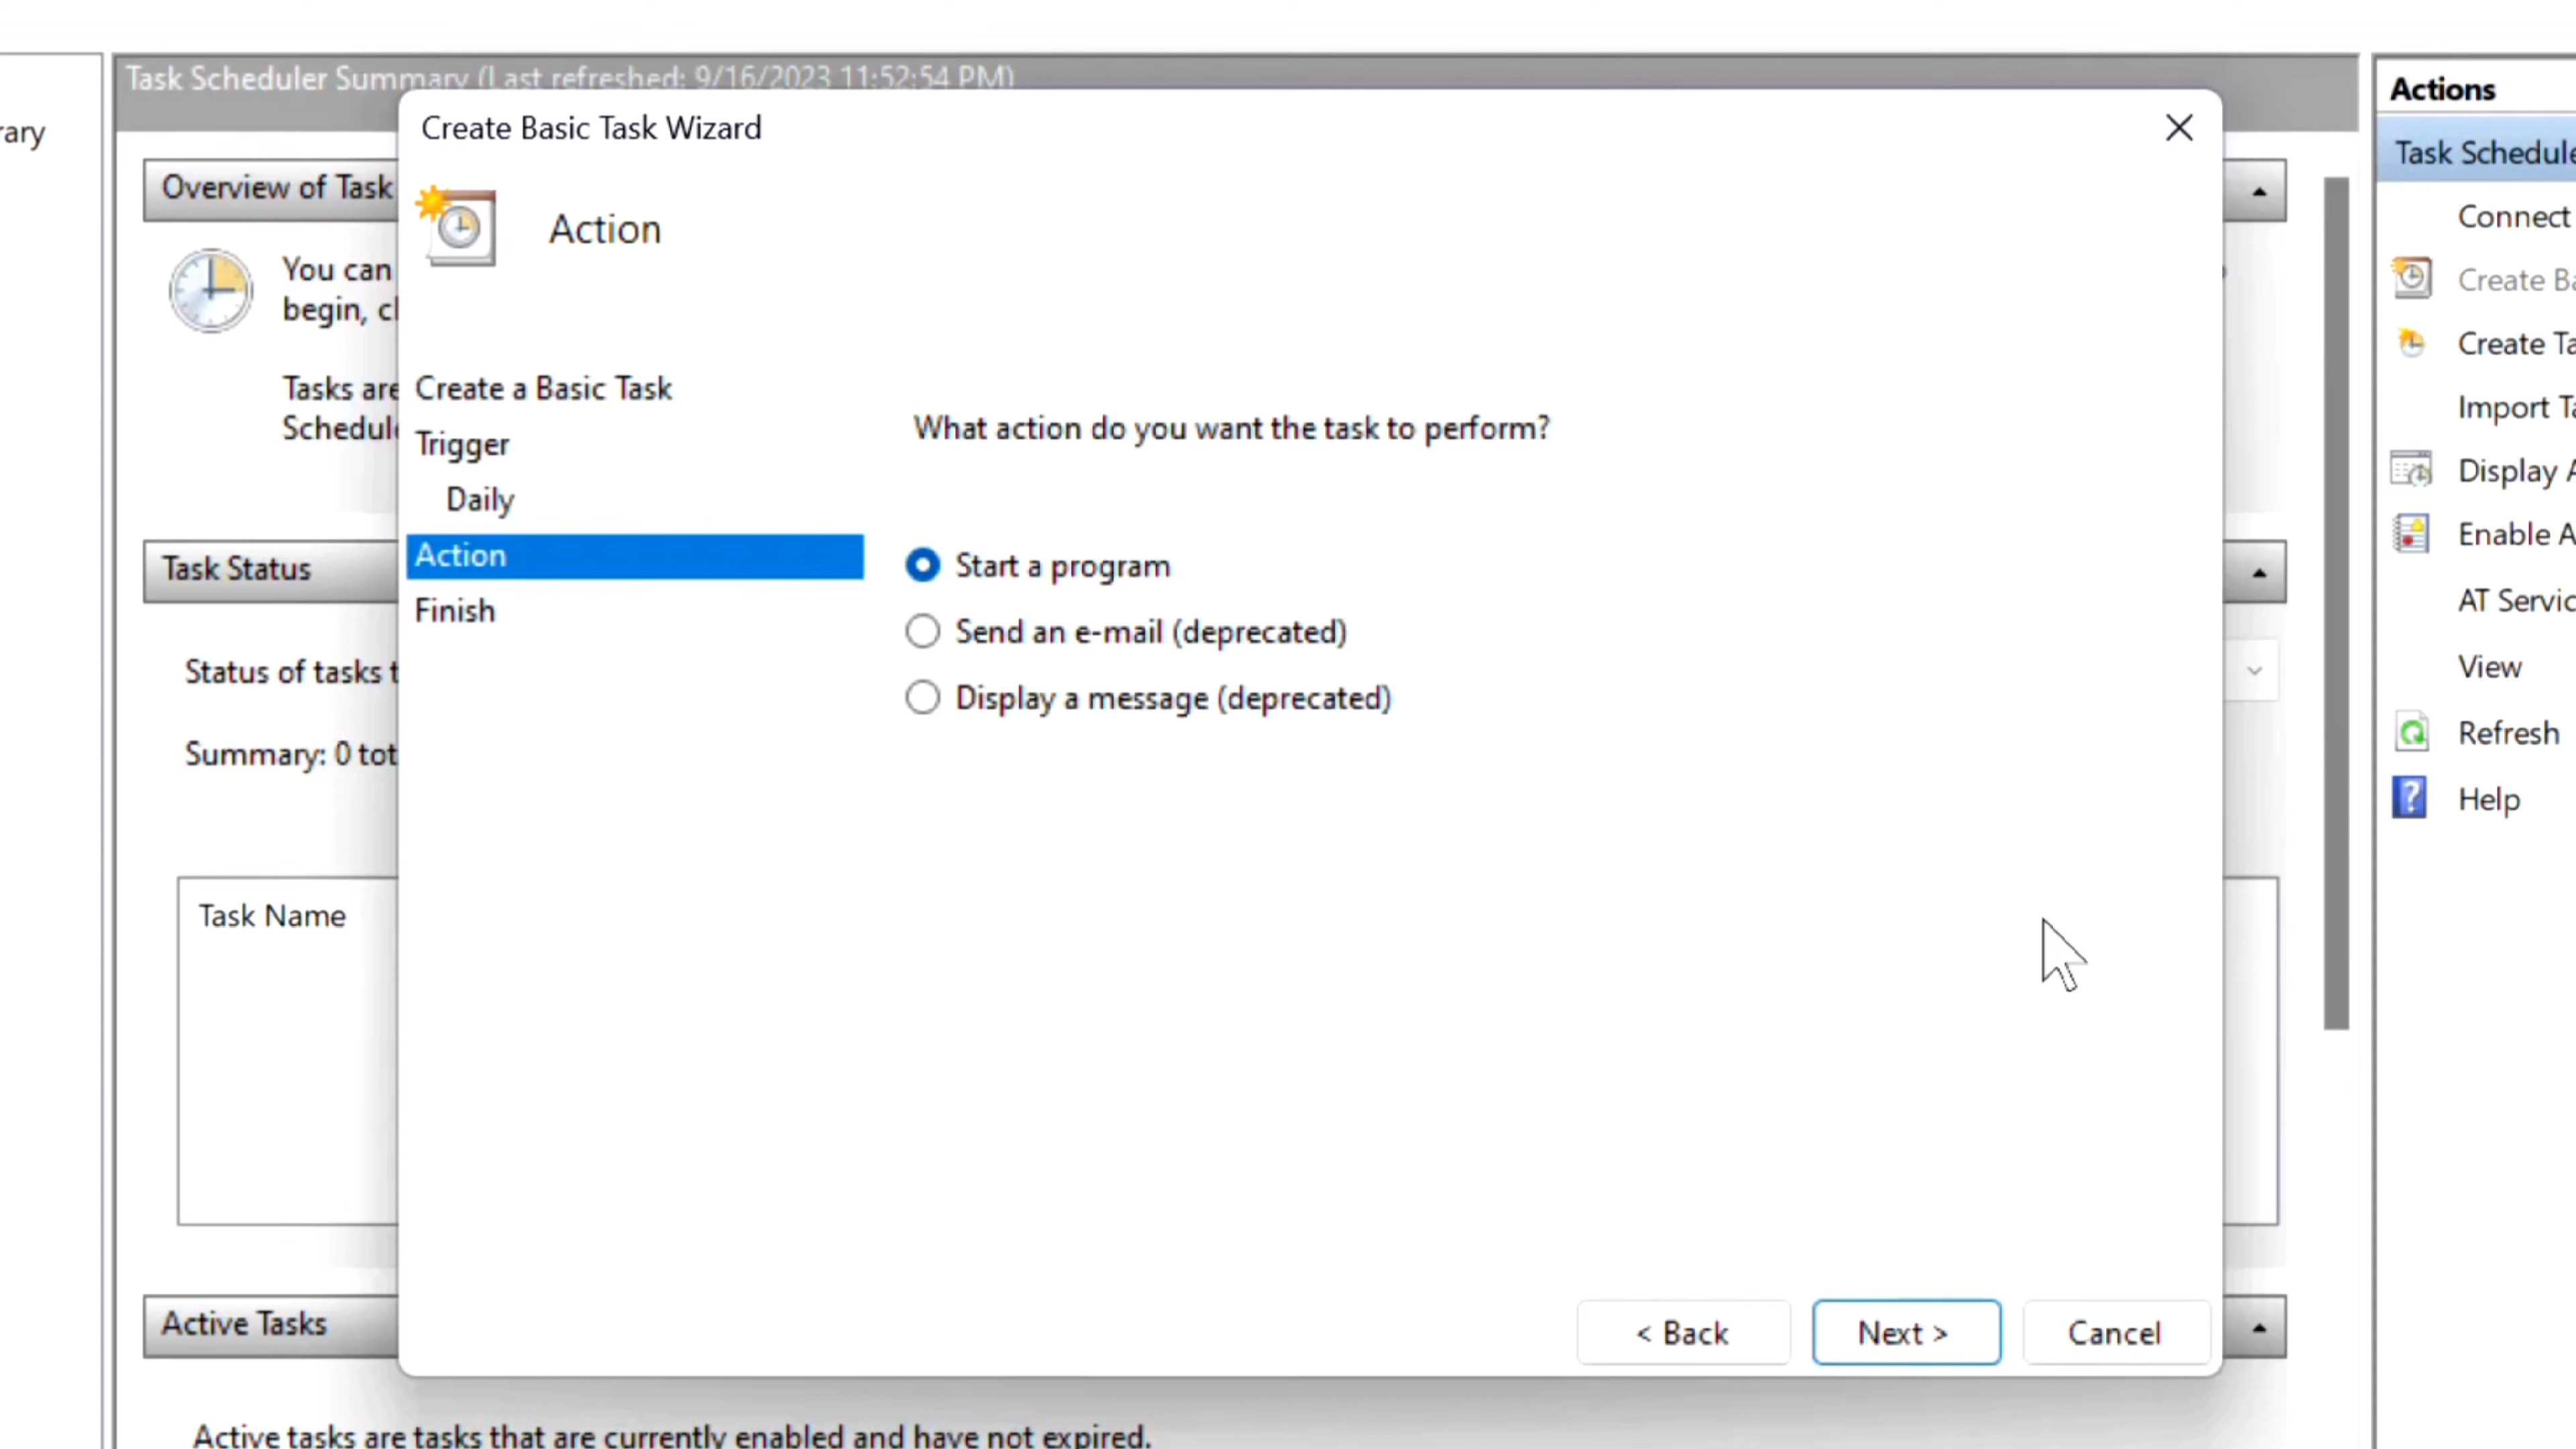 Task Scheduler Summary (Last refreshed: 9/16/2023 11:52:54 PM)
Actions
rary
Create Basic Task Wizard
Task Schedule
Overview of Task
Action
Connect
You can
begin, cl
Create Ba
Create Ta
Tasks are
Schedule
Create a Basic Task
Trigger
Daily
Action
Finish
What action do you want the task to perform?
Import Ta
Display A
Enable A
Task Status
Start a program
Send an e-mail (deprecated)
Display a message (deprecated)
AT Servic
View
Status of tasks t
Refresh
Summary: 0 tot
Help
Task Name
< Back
Next >
Cancel
Active Tasks
Active tasks are tasks that are currently enabled and have not expired.